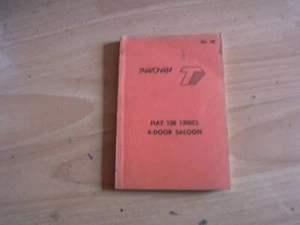 THATCHAM
FIAT 128 1300CL
4-DOOR SALOON